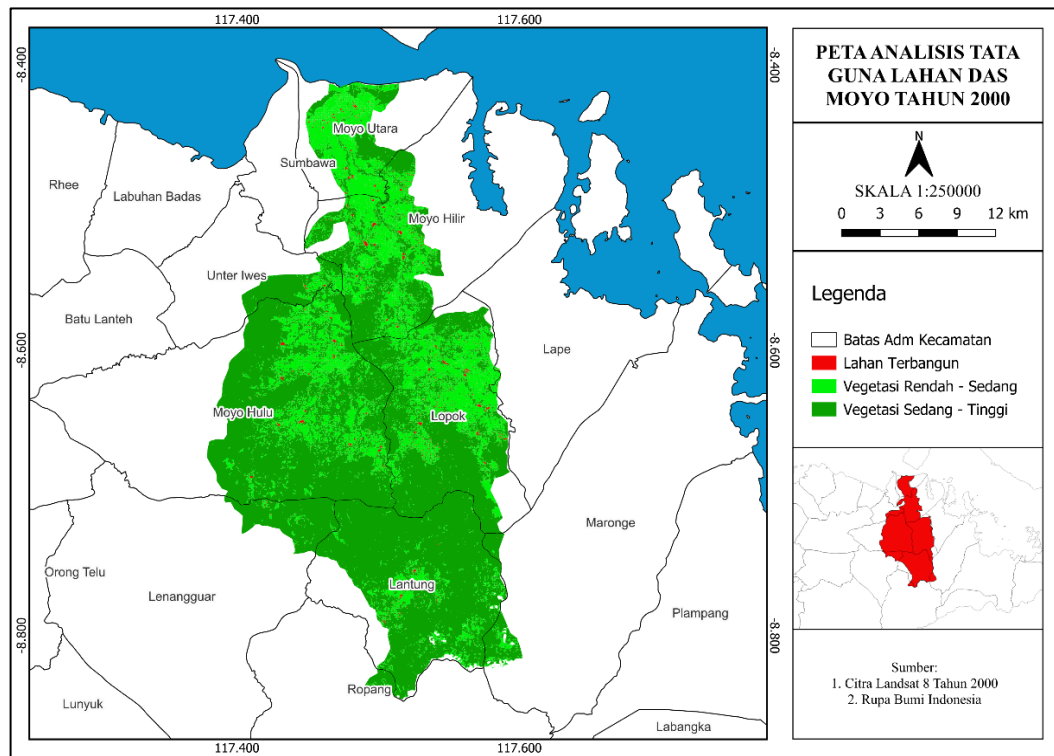 117.400
117.600
-8.400
-8.400
Moyo Utara
Sumbawa
Rhee
Labuhan Badas
Moyo Hilir
Unter Iwes
Batu Lanteh
-8.600
-8.600
Lape
Moyo Hulu
Lopok
Maronge
Orong Telu
Lenangguar
Lantung
Plampang
-8.800
-8.800
Ropang
Lunyuk
Labangka
117.400
117.600
PETA ANALISIS TATA
GUNA LAHAN DAS
MOYO TAHUN 2000
N
SKALA 1:250000
0 3 6 9 12 km
Legenda
Batas Adm Kecamatan
Lahan Terbangun
Vegetasi Rendah - Sedang
Vegetasi Sedang - Tinggi
Sumber:
1. Citra Landsat 8 Tahun 2000
2. Rupa Bumi Indonesia